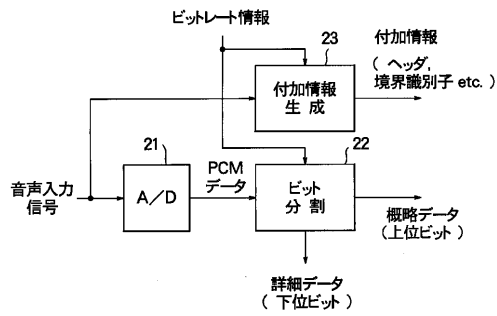 ビットレート情報
23
付加情報
( ヘッダ,
境界識別子 etc. )
付加情報
生成
21
PCM
データ
22
音声入力
信号
A/D
ビット
分割
概略データ
(上位ビット )
詳細データ
( 下位ビット )